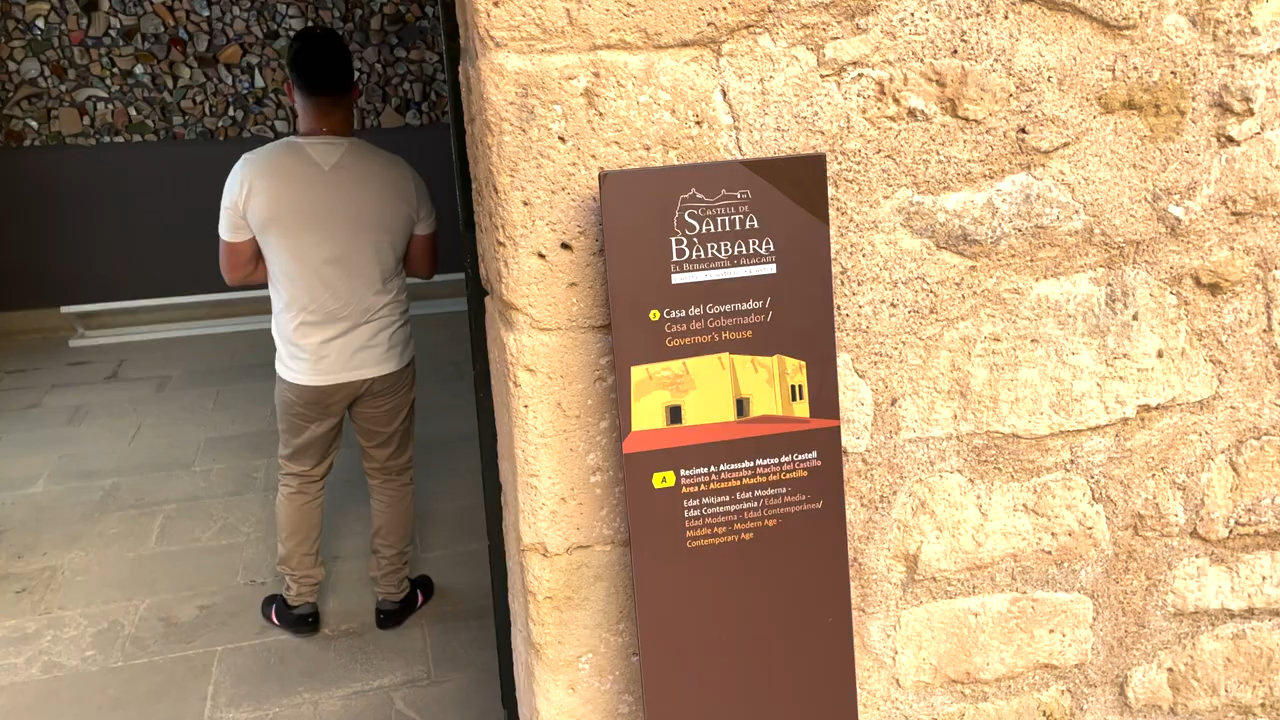 CASTELL DE
SANTA
BÀRBARA
EL BENACANTIL • ALACANT
5 Casa del Governador /
Casa del Gobernador /
Governor's House
A
Recinte A: Alcassaba Matxo del Castell
Recinto A: Alcazaba- Macho del Castillo
Area A: Alcazaba Macho del Castillo
Edat Mitjana - Edat Moderna -
Edat Contemporània / Edad Media -
Edad Moderna - Edad Contemporánea/
Middle Age - Modern Age -
Contemporary Age